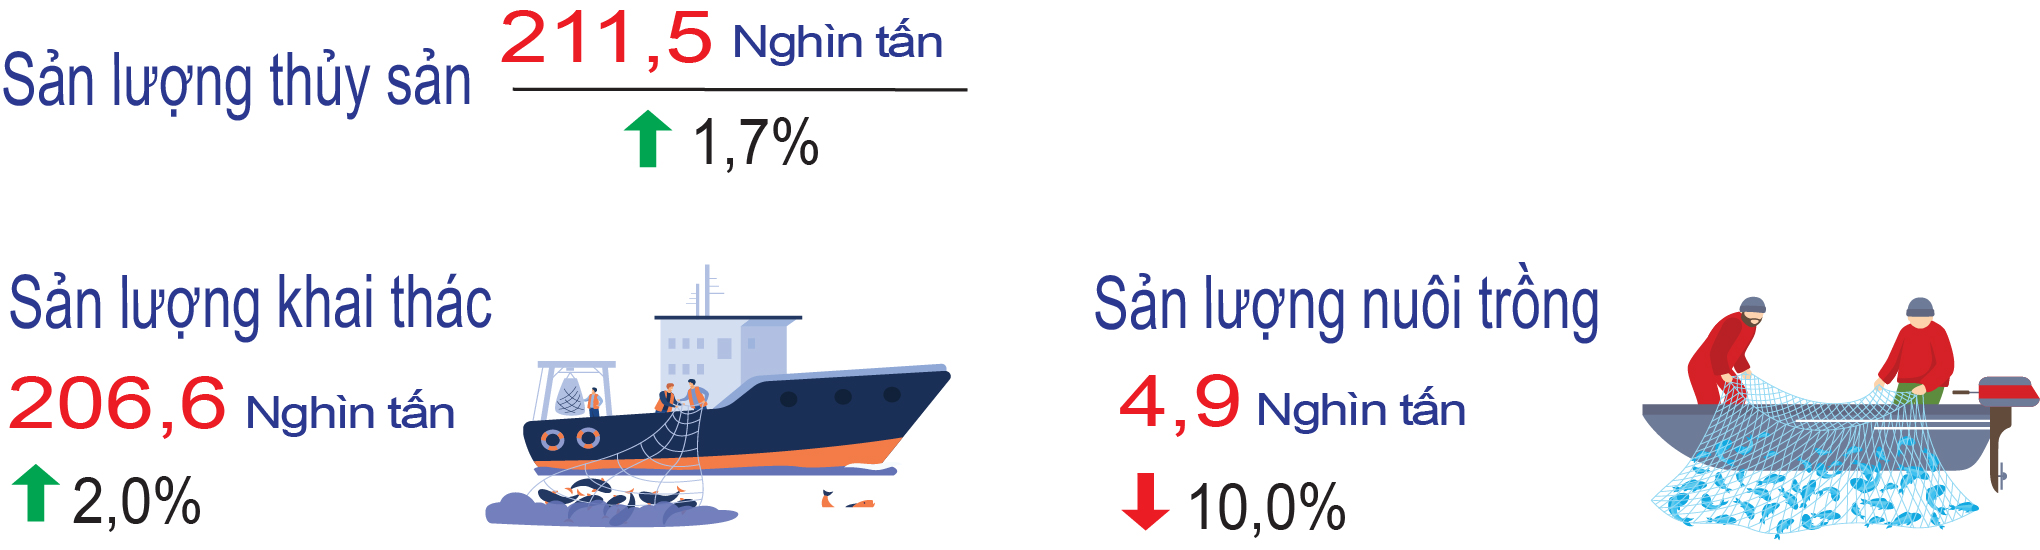 Sản lượng thủy sản
211,5 Nghìn tấn
1,7%
Sản lượng khai thác
206,6 Nghìn tấn
2,0%
Sản lượng nuôi trồng
4,9 Nghìn tấn
10,0%